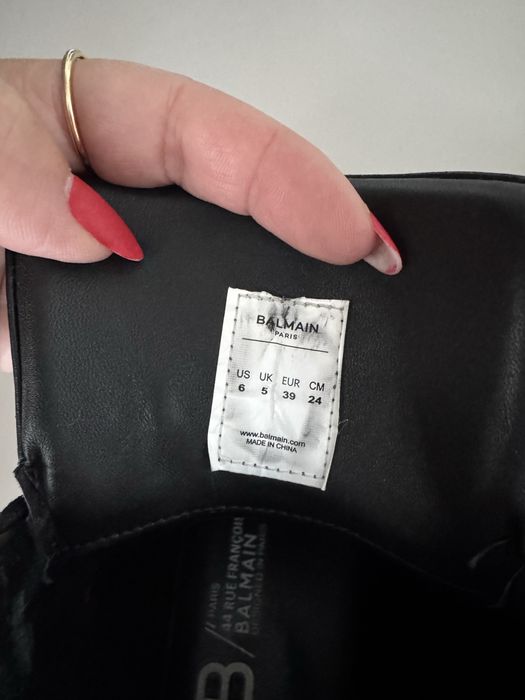 BALMAIN
PARIS
US UK EUR CM
6 5 39 24
www.balmain.com
MADE IN CHINA
B//PARIS
44 RUE FRANÇOIS
BALMAIN